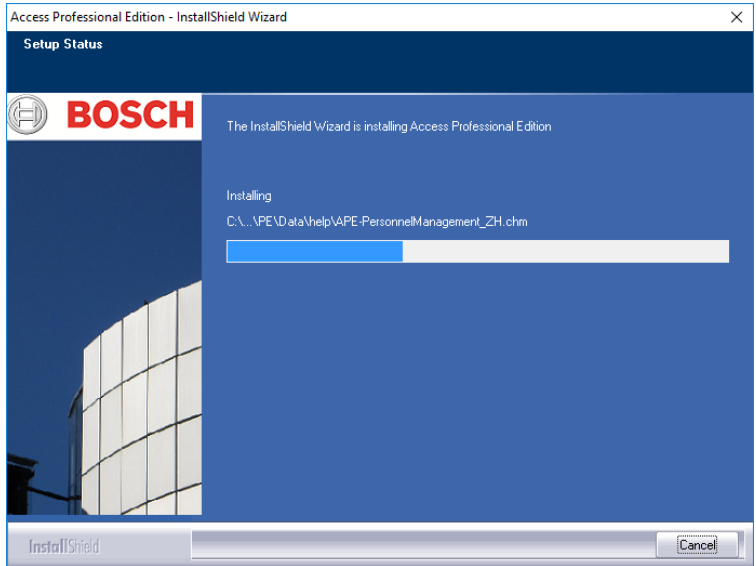 Access Professional Edition - InstallShield Wizard
Setup Status
BOSCH
The InstallShield Wizard is installing Access Professional Edition
Installing
C:\...\PE\Data\help\APE-PersonnelManagement_ZH.chm
InstallShield
Cancel